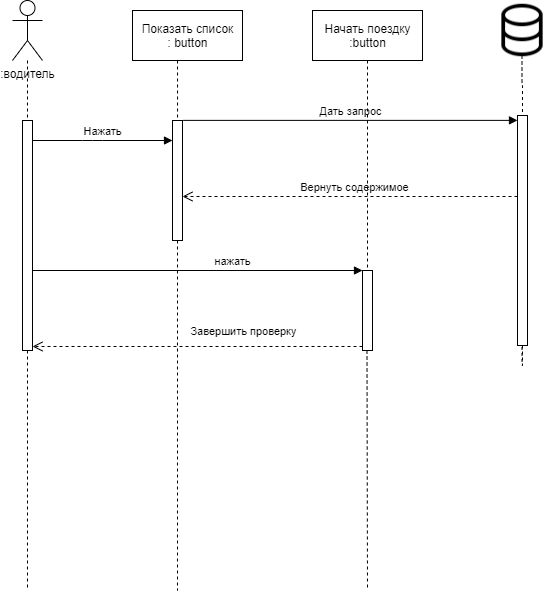 Показать список
: button
Начать поездку
:button
:водитель
Дать запрос
Нажать
Вернуть содержимое
нажать
Завершить проверку